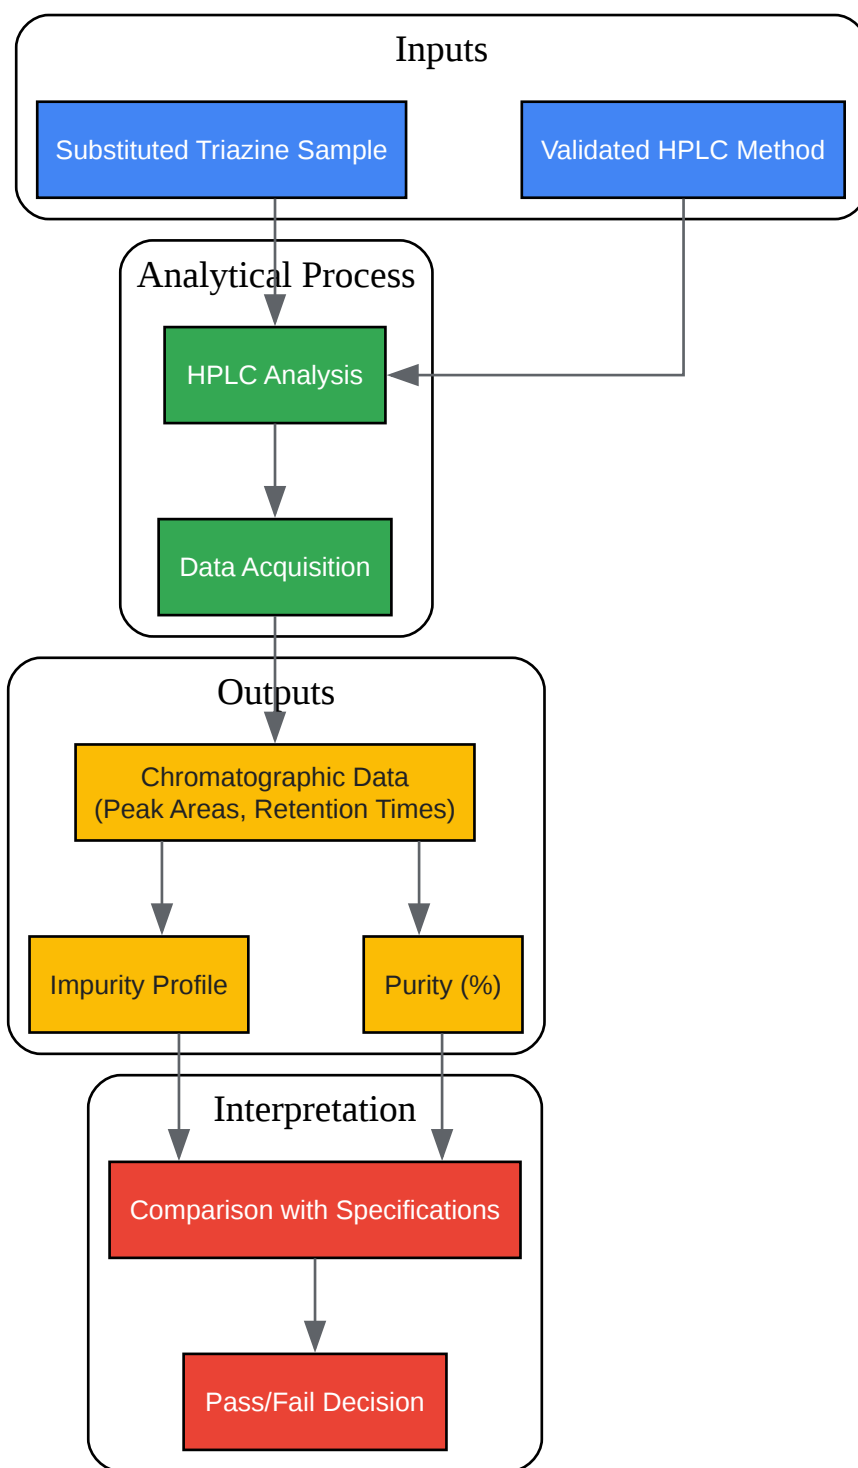 Inputs
Substituted Triazine Sample
Validated HPLC Method
Analytical Process
HPLC Analysis
Data Acquisition
Outputs
Chromatographic Data
(Peak Areas, Retention Times)
Impurity Profile
Purity (%)
Interpretation
Comparison with Specifications
Pass/Fail Decision